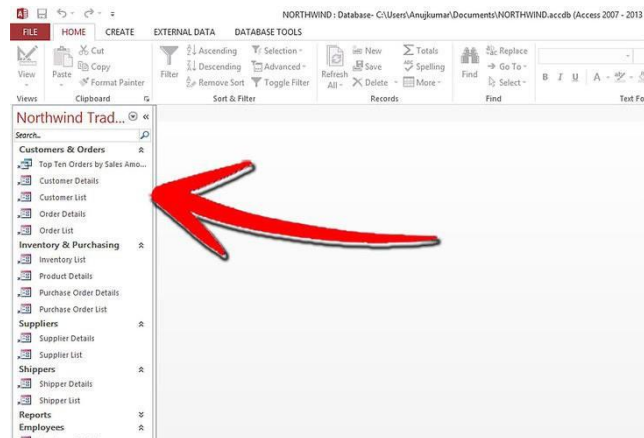 NORTHWIND : Database- C:\Users\Anujkumar\Documents\NORTHWIND.accdb (Access 2007 - 2013
FILE HOME CREATE EXTERNAL DATA DATABASE TOOLS
Cut Ascending Selection New Totals Replace
Copy Descending Advanced Save Spelling Go To
View Paste Format Painter Filter Remove Sort Toggle Filter Refresh All Delete More Find Select B I U A
Views Clipboard Sort & Filter Records Find Text Fo
Northwind Trad... «
Search...
Customers & Orders
Top Ten Orders by Sales Amo...
Customer Details
Customer List
Order Details
Order List
Inventory & Purchasing
Inventory List
Product Details
Purchase Order Details
Purchase Order List
Suppliers
Supplier Details
Supplier List
Shippers
Shipper Details
Shipper List
Reports
Employees